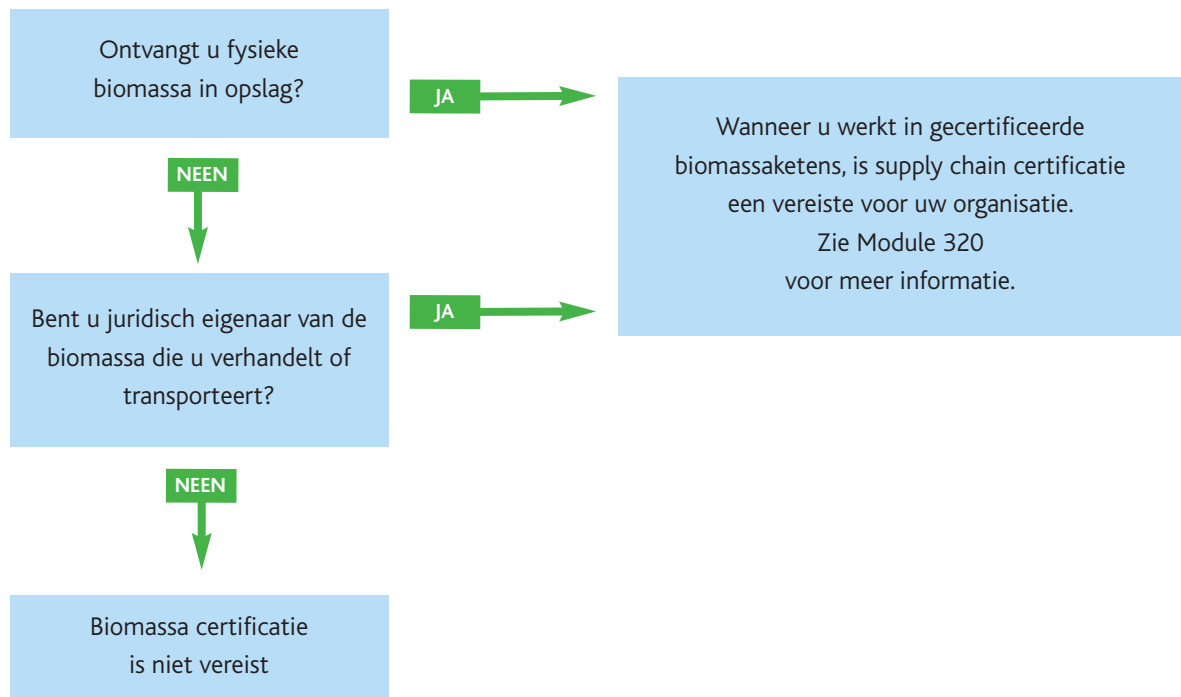 Ontvangt u fysieke
biomassa in opslag?
JA
Wanneer u werkt in gecertificeerde
biomassaketens, is supply chain certificatie
een vereiste voor uw organisatie.
Zie Module 320
voor meer informatie.
NEEN
Bent u juridisch eigenaar van de
biomassa die u verhandelt of
transporteert?
JA
NEEN
Biomassa certificatie
is niet vereist